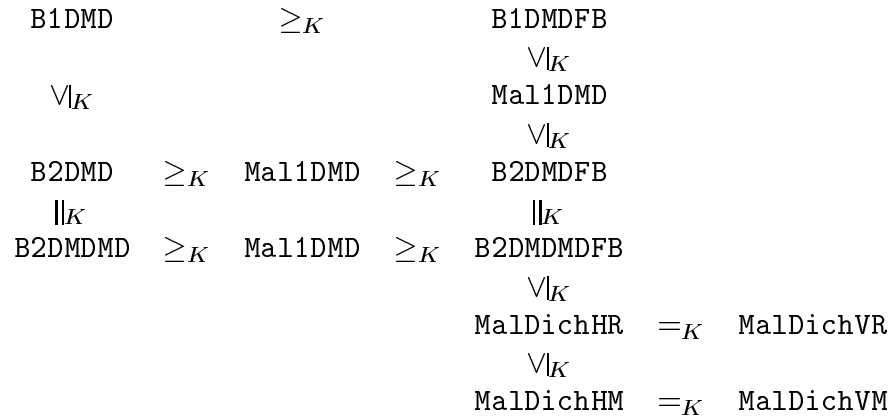 B1DMD ≥K B1DMDFB
∨|K
∨|K Mal1DMD
∨|K
B2DMD ≥K Mal1DMD ≥K B2DMDFB
||K ||K
B2DMDMD ≥K Mal1DMD ≥K B2DMDMDFB
∨|K
MalDichHR =K MalDichVR
∨|K
MalDichHM =K MalDichVM